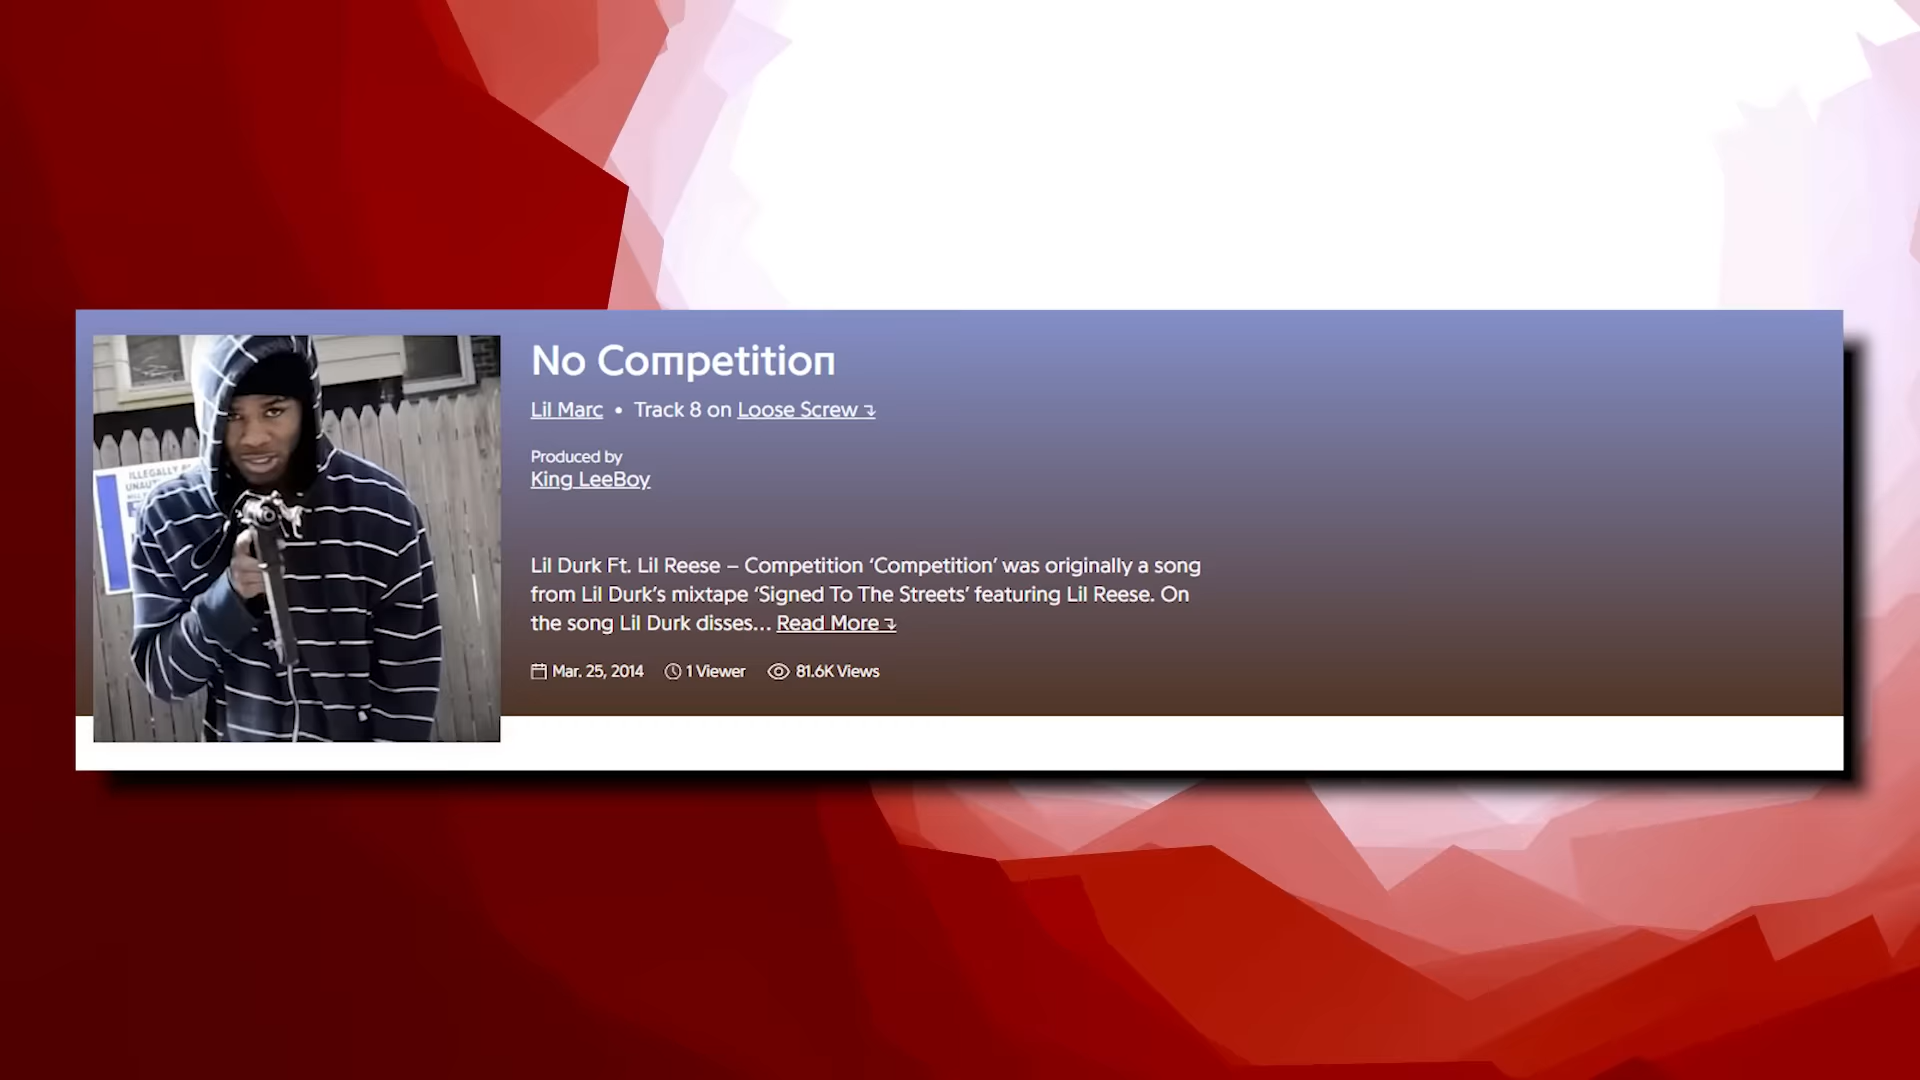 No Competition
Lil Marc • Track 8 on Loose Screw
Produced by
King LeeBoy
Lil Durk Ft. Lil Reese – Competition ‘Competition’ was originally a song
from Lil Durk’s mixtape ‘Signed To The Streets’ featuring Lil Reese. On
the song Lil Durk disses… Read More
Mar. 25, 2014 1 Viewer 81.6K Views
ILLEGALLY